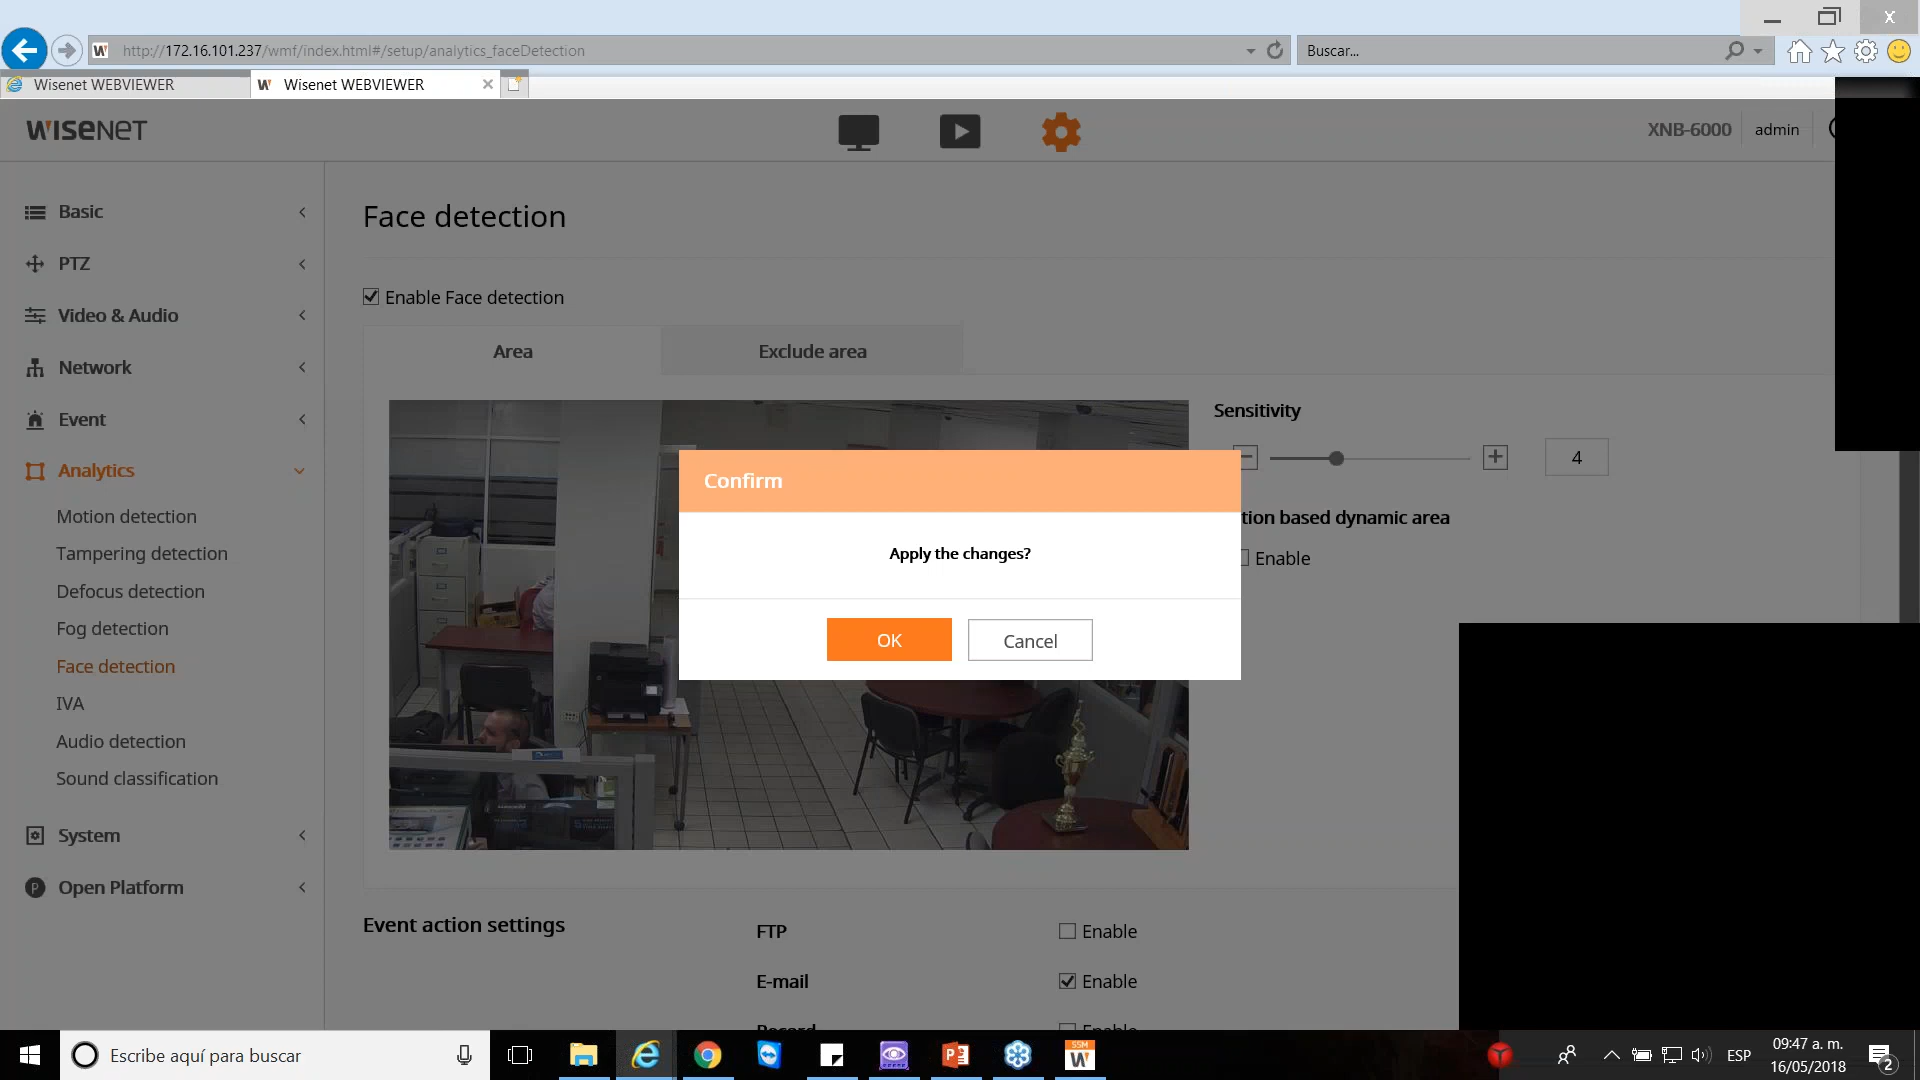 http://172.16.101.237/wmf/index.html#/setup/analytics_faceDetection
Buscar...
Wisenet WEBVIEWER
Wisenet WEBVIEWER
WISENET
XNB-6000
admin
Basic
PTZ
Video & Audio
Network
Event
Analytics
Motion detection
Tampering detection
Defocus detection
Fog detection
Face detection
IVA
Audio detection
Sound classification
System
Open Platform
Face detection
Enable Face detection
Area
Exclude area
Sensitivity
4
based dynamic area
Enable
Confirm
Apply the changes?
OK
Cancel
Event action settings
FTP
Enable
E-mail
Enable
Record
Enable
Escribe aquí para buscar
SSM
ESP
09:47 a. m.
16/05/2018
2